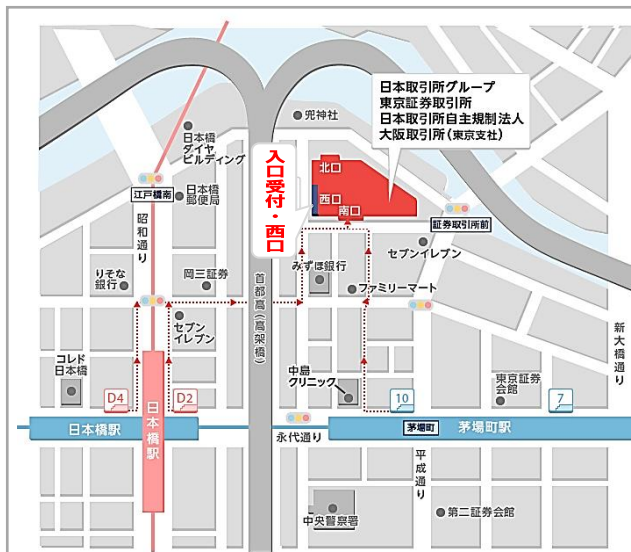 兜神社
日本取引所グループ
東京証券取引所
日本取引所自主規制法人
大阪取引所(東京支社)
日本橋
ダイヤ
ビルディング
入口受付・西口
北口
西口
南口
江戸橋南
日本橋
郵便局
証券取引所前
昭和通り
セブンイレブン
りそな
銀行
岡三証券
首都高(高架橋)
みずほ銀行
ファミリーマート
セブン
イレブン
新大橋通り
コレド
日本橋
中島
クリニック
東京証券
会館
D4
D2
10
7
日本橋駅
日本橋駅
永代通り
茅場町
茅場町駅
平成通り
中央警察署
第二証券会館